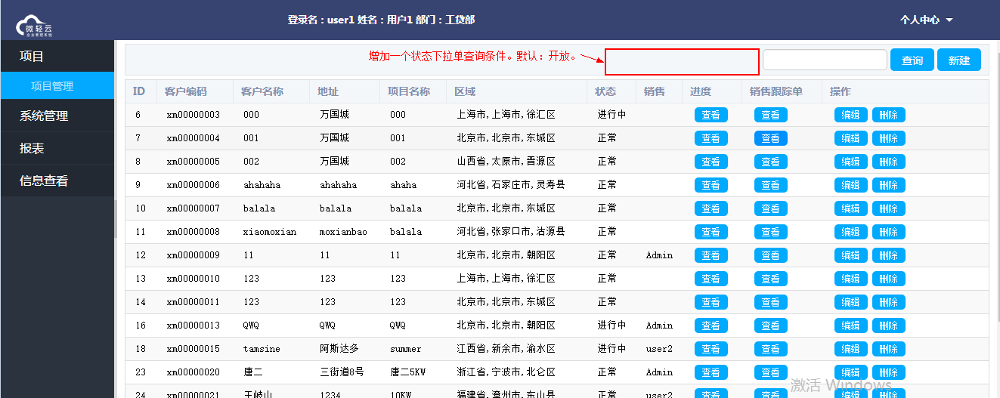 微轻云
企业管理系统
登录名：user1 姓名：用户1 部门：工贷部
个人中心
项目
项目管理
系统管理
报表
信息查看
增加一个状态下拉单查询条件。默认：开放。
查询 新建
ID 客户编码 客户名称 地址 项目名称 区域 状态 销售 进度 销售跟踪单 操作
6 xm00000003 000 万国城 000 上海市,上海市,徐汇区 进行中 查看 查看 编辑 删除
7 xm00000004 001 万国城 001 北京市,北京市,东城区 正常 查看 查看 编辑 删除
8 xm00000005 002 万国城 002 山西省,太原市,晋源区 正常 查看 查看 编辑 删除
9 xm00000006 ahahaha ahahaha ahaha 河北省,石家庄市,灵寿县 正常 查看 查看 编辑 删除
10 xm00000007 balala balala balala 北京市,北京市,东城区 正常 查看 查看 编辑 删除
11 xm00000008 xiaomoxian moxianbao balala 河北省,张家口市,沽源县 正常 查看 查看 编辑 删除
12 xm00000009 11 11 11 北京市,北京市,朝阳区 正常 Admin 查看 查看 编辑 删除
13 xm00000010 123 123 123 上海市,上海市,徐汇区 正常 查看 查看 编辑 删除
14 xm00000011 123 123 123 北京市,北京市,东城区 正常 查看 查看 编辑 删除
16 xm00000013 QWQ QWQ QWQ 北京市,北京市,朝阳区 进行中 Admin 查看 查看 编辑 删除
18 xm00000015 tamsine 阿斯达多 summer 江西省,新余市,渝水区 进行中 user2 查看 查看 编辑 删除
23 xm00000020 唐二 三街道8号 唐二5KW 浙江省,宁波市,北仑区 正常 Admin 查看 查看 编辑 删除
24 xm00000021 王岐山 1234 10KW 福建省,漳州市,东山县 正常 user2 查看 查看 编辑 删除
激活 Windows